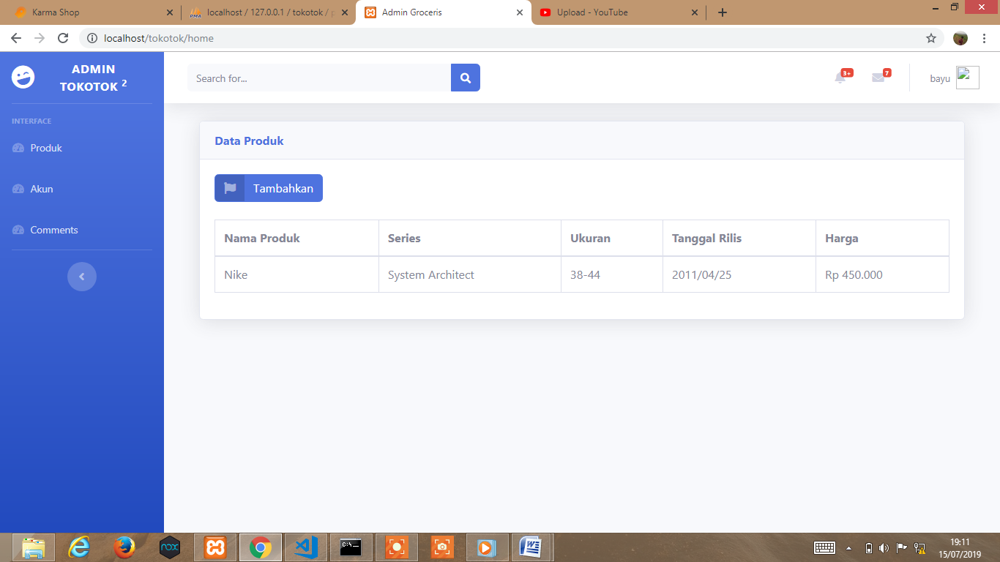 Karma Shop
localhost / 127.0.0.1 / tokotok / p
Admin Groceris
Upload - YouTube
localhost/tokotok/home
ADMIN
TOKOTOK 2
Search for...
3+
7
bayu
INTERFACE
Produk
Akun
Comments
Data Produk
Tambahkan
Nama Produk Series Ukuran Tanggal Rilis Harga
Nike System Architect 38-44 2011/04/25 Rp 450.000
nox
C:\_
19:11
15/07/2019